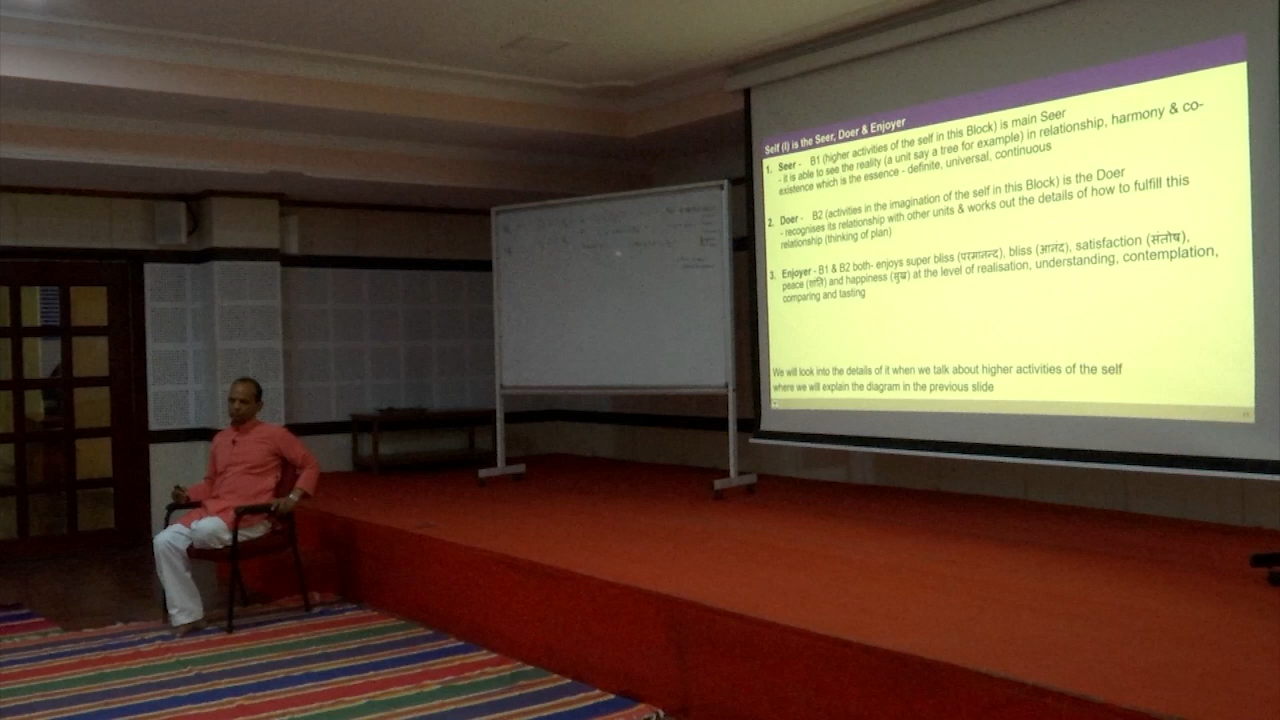 Self (I) is the Seer, Doer & Enjoyer
1. Seer - B1 (higher activities of the self in this Block) is main Seer
- it is able to see the reality (a unit say a tree for example) in relationship, harmony & co-
existence which is the essence - definite, universal, continuous
2. Doer - B2 (activities in the imagination of the self in this Block) is the Doer
- recognises its relationship with other units & works out the details of how to fulfill this
relationship (thinking of plan)
3. Enjoyer - B1 & B2 both- enjoys super bliss (परमानन्द), bliss (आनंद), satisfaction (संतोष),
peace (शांति) and happiness (सुख) at the level of realisation, understanding, contemplation,
comparing and tasting
We will look into the details of it when we talk about higher activities of the self
where we will explain the diagram in the previous slide